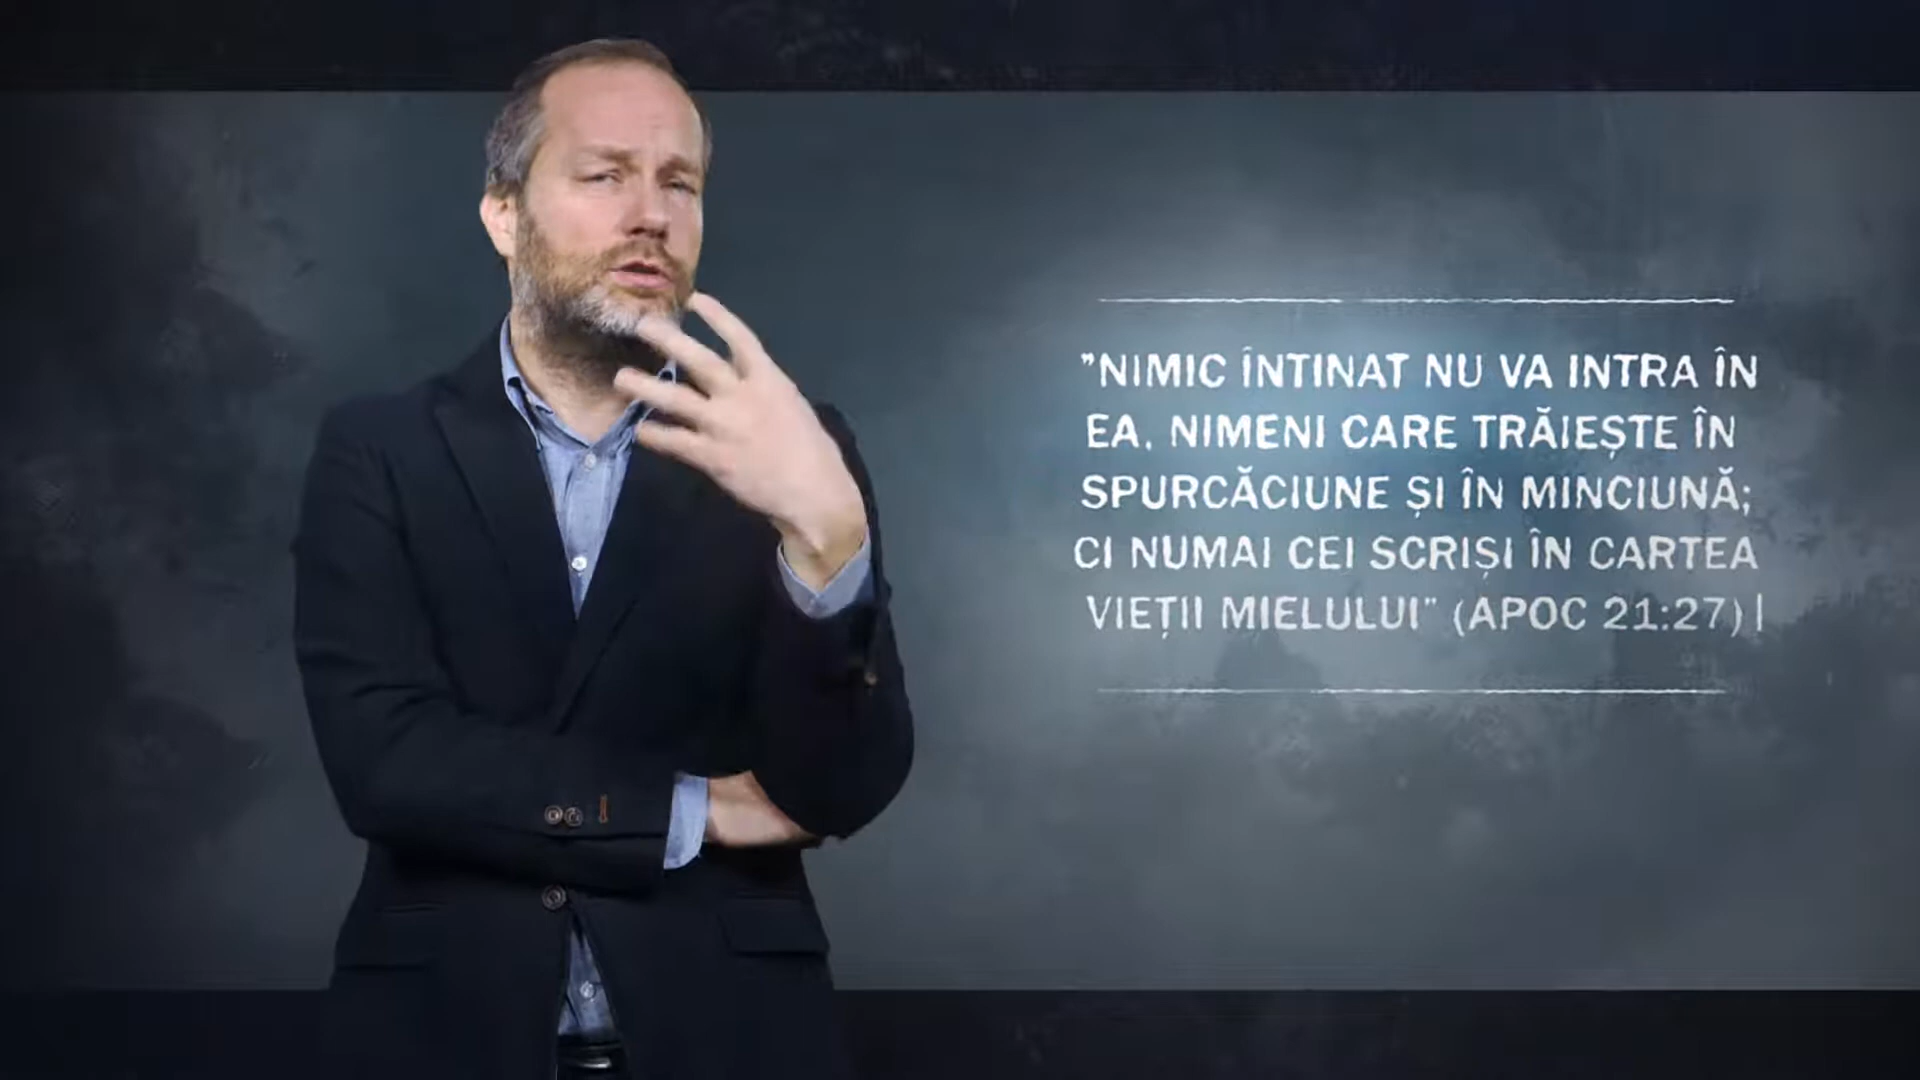 "NIMIC ÎNTINAT NU VA INTRA ÎN
EA, NIMENI CARE TRĂIEȘTE ÎN
SPURCĂCIUNE ȘI ÎN MINCIUNĂ;
CI NUMAI CEI SCRIȘI ÎN CARTEA
VIEȚII MIELULUI" (APOC 21:27)|